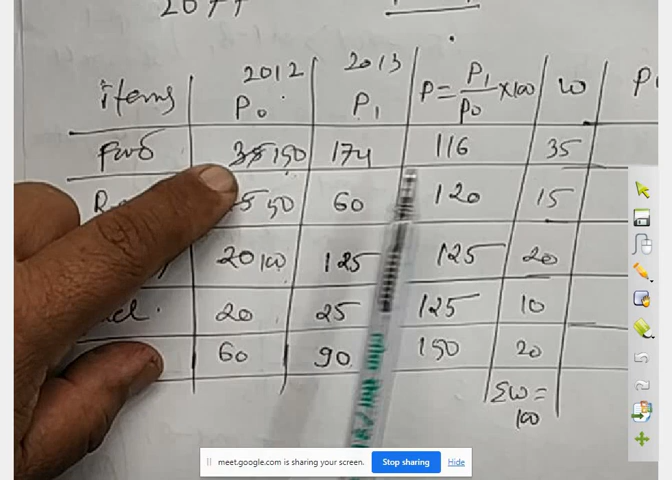 2012 2013
items P₀ P₁ P = P₁/P₀ × 100 W P
150 174 116 35
50 60 120 15
20 100 125 125 20
20 25 125 10
60 90 150 20
ΣW =
100
meet.google.com is sharing your screen. Stop sharing Hide